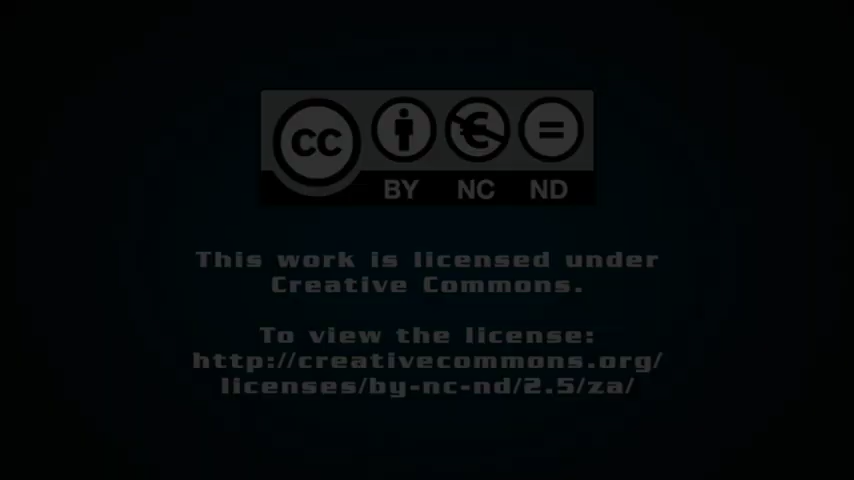 CC
BY NC ND
This work is licensed under
Creative Commons.
To view the license:
http://creativecommons.org/
licenses/by-nc-nd/2.5/za/